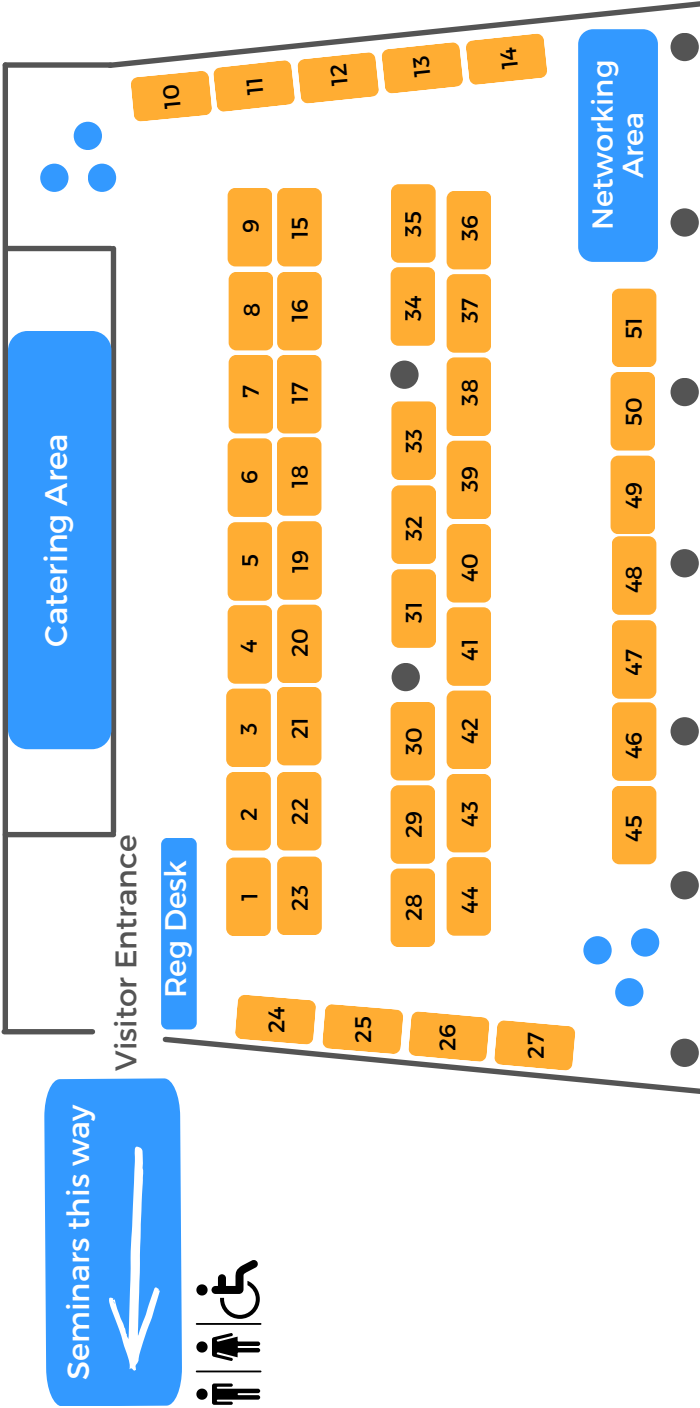 Seminars this way
Catering Area
Visitor Entrance
Reg Desk
1 2 3 4 5 6 7 8 9
23 22 21 20 19 18 17 16 15
10
11
12
13
14
24
25
26
27
28 29 30 31 32 33 34 35
44 43 42 41 40 39 38 37 36
Networking
Area
45 46 47 48 49 50 51